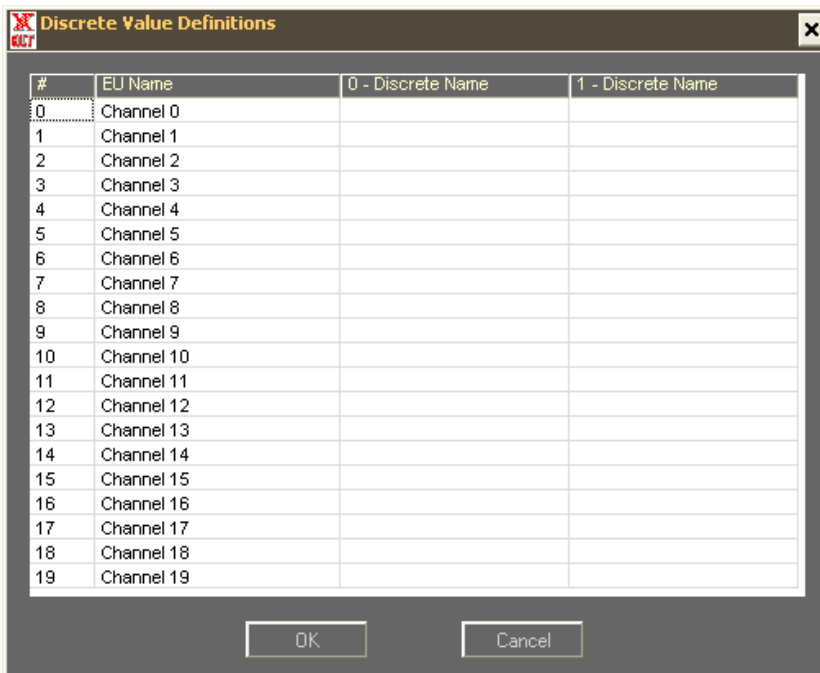 Discrete Value Definitions
# EU Name 0 - Discrete Name 1 - Discrete Name
0 Channel 0
1 Channel 1
2 Channel 2
3 Channel 3
4 Channel 4
5 Channel 5
6 Channel 6
7 Channel 7
8 Channel 8
9 Channel 9
10 Channel 10
11 Channel 11
12 Channel 12
13 Channel 13
14 Channel 14
15 Channel 15
16 Channel 16
17 Channel 17
18 Channel 18
19 Channel 19
OK Cancel